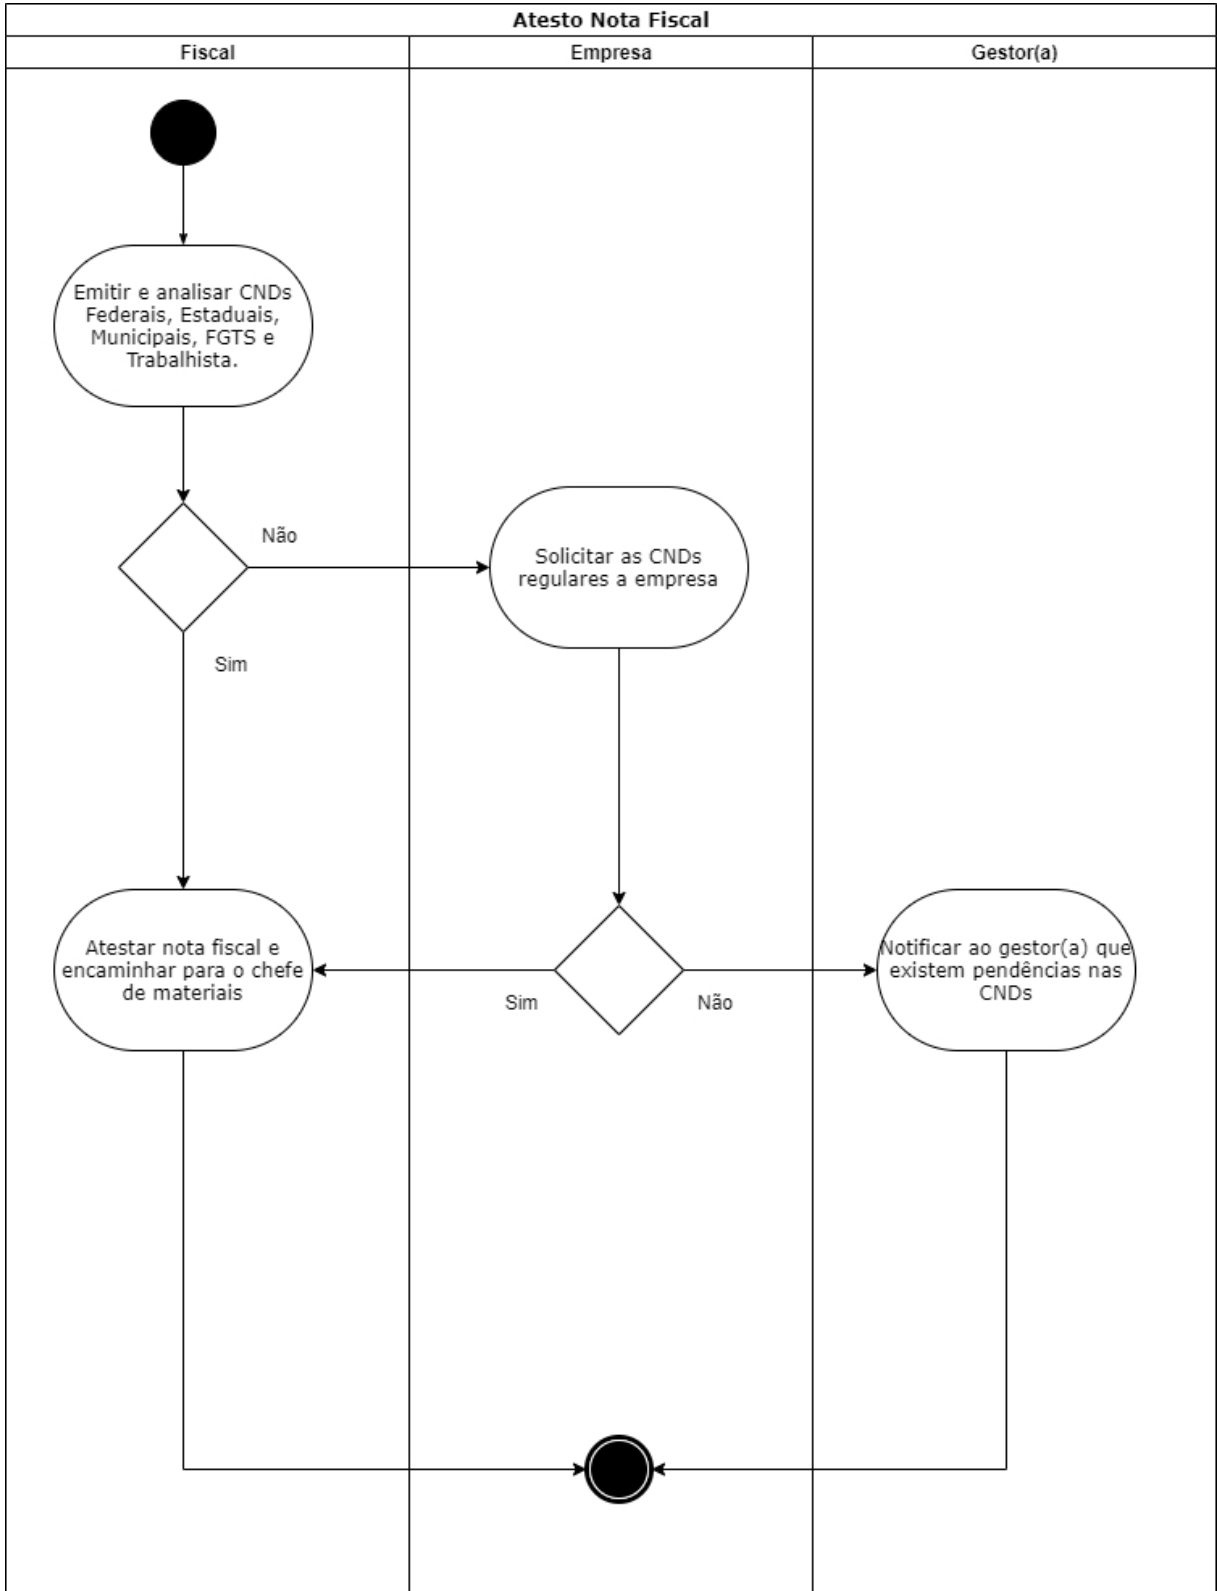 Atesto Nota Fiscal
Fiscal
Empresa
Gestor(a)
Emitir e analisar CNDs
Federais, Estaduais,
Municipais, FGTS e
Trabalhista.
Não
Solicitar as CNDs
regulares a empresa
Sim
Atestar nota fiscal e
encaminhar para o chefe
de materiais
Sim
Não
Notificar ao gestor(a) que
existem pendências nas
CNDs